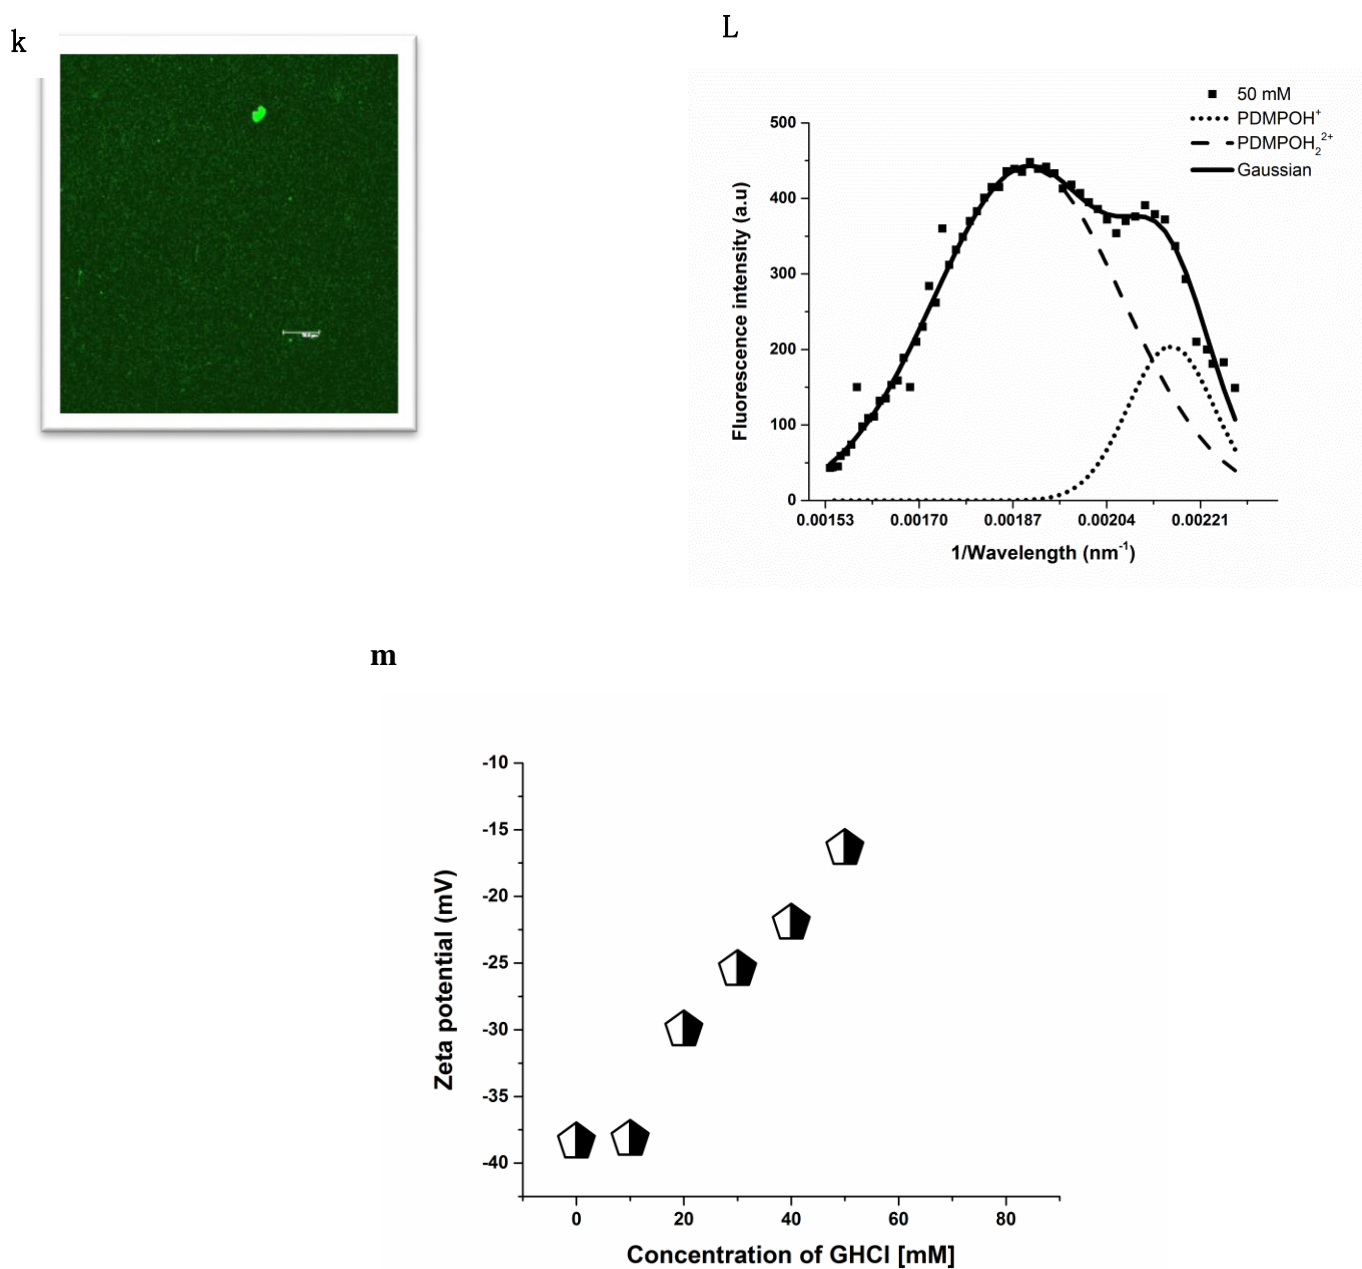 k
L
50 mM
PDMPOH⁺
PDMPOH₂²⁺
Gaussian
500
400
300
200
100
0
Fluorescence intensity (a.u)
0.00153 0.00170 0.00187 0.00204 0.00221
1/Wavelength (nm⁻¹)
m
-10
-15
-20
-25
-30
-35
-40
Zeta potential (mV)
0 20 40 60 80
Concentration of GHCl [mM]